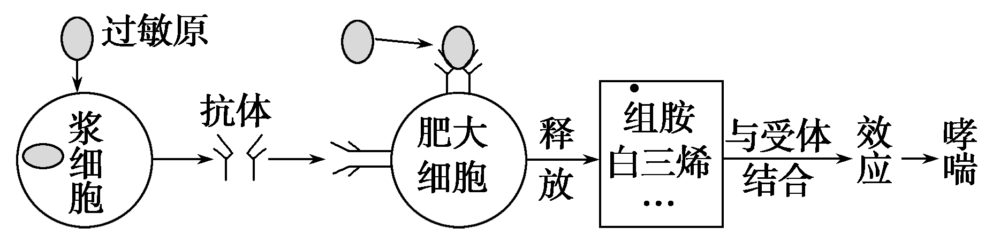 过敏原
浆细胞
抗体
肥大
细胞
释放
组胺
白三烯
…
与受体
结合
效应
哮喘